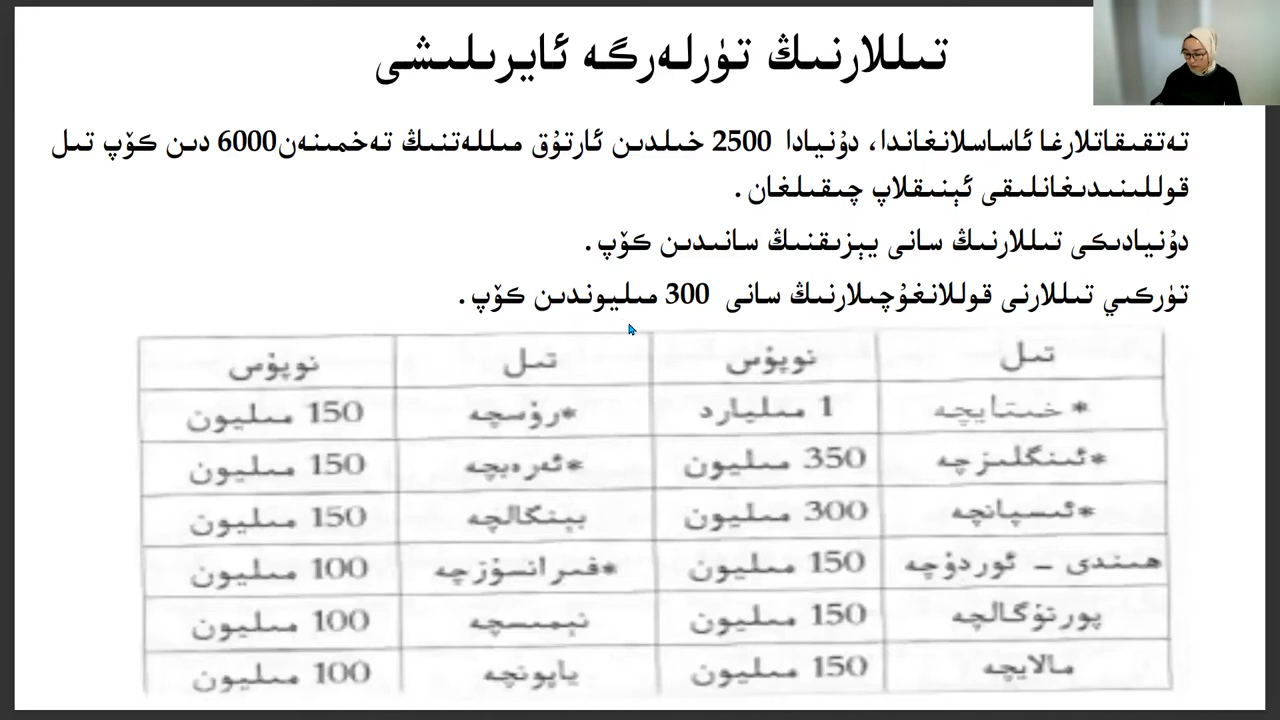 تىللارنىڭ تۈرلەرگە ئايرىلىشى
تەتقىقاتلارغا ئاساسلانغاندا، دۇنيادا 2500 خىلدىن ئارتۇق مىللەتنىڭ تەخمىنەن6000 دىن كۆپ تىل
قوللىنىدىغانلىقى ئېنىقلاپ چىقىلغان.
دۇنيادىكى تىللارنىڭ سانى يېزىقنىڭ سانىدىن كۆپ.
تۈركىي تىللارنى قوللانغۇچىلارنىڭ سانى 300 مىليوندىن كۆپ.
تىل نوپۇس تىل نوپۇس
*خىتايچە 1 مىليارد *رۇسچە 150 مىليون
*ئىنگلىزچە 350 مىليون *ئەرەبچە 150 مىليون
*ئىسپانچە 300 مىليون بېنگالچە 150 مىليون
ھىندى - ئوردۇچە 150 مىليون *فىرانسۇزچە 100 مىليون
پورتۇگالچە 150 مىليون نېمىسچە 100 مىليون
مالايچە 150 مىليون ياپونچە 100 مىليون